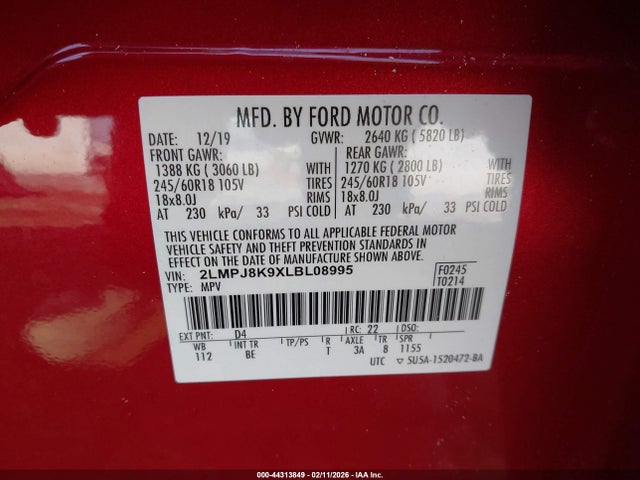 MFD. BY FORD MOTOR CO.
DATE: 12/19 GVWR: 2640 KG ( 5820 LB)
FRONT GAWR: REAR GAWR:
1388 KG ( 3060 LB) WITH 1270 KG ( 2800 LB) WITH
245/60R18 105V TIRES 245/60R18 105V TIRES
18x8.0J RIMS 18x8.0J RIMS
AT 230 kPa/ 33 PSI COLD AT 230 kPa/ 33 PSI COLD
THIS VEHICLE CONFORMS TO ALL APPLICABLE FEDERAL MOTOR
VEHICLE SAFETY AND THEFT PREVENTION STANDARDS IN
EFFECT ON THE DATE OF MANUFACTURE SHOWN ABOVE.
VIN: 2LMPJ8K9XLBL08995 F0245
TYPE: MPV T0214
EXT PNT: D4 RC: 22 DSO:
WB INT TR TP/PS R AXLE TR SPR
112 BE T 3A 8 1155
UTC ▽ 5U5A-1520472-BA
000-44313849 - 02/11/2026 - IAA Inc.